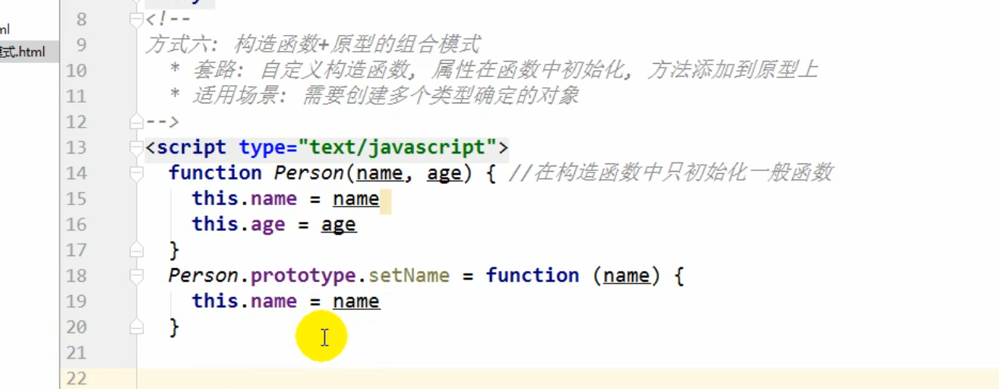 ml
式.html
8 <!--
9 方式六: 构造函数+原型的组合模式
10 * 套路: 自定义构造函数, 属性在函数中初始化, 方法添加到原型上
11 * 适用场景: 需要创建多个类型确定的对象
12 -->
13 <script type="text/javascript">
14 function Person(name, age) { //在构造函数中只初始化一般函数
15 this.name = name
16 this.age = age
17 }
18 Person.prototype.setName = function (name) {
19 this.name = name
20 }
21
22